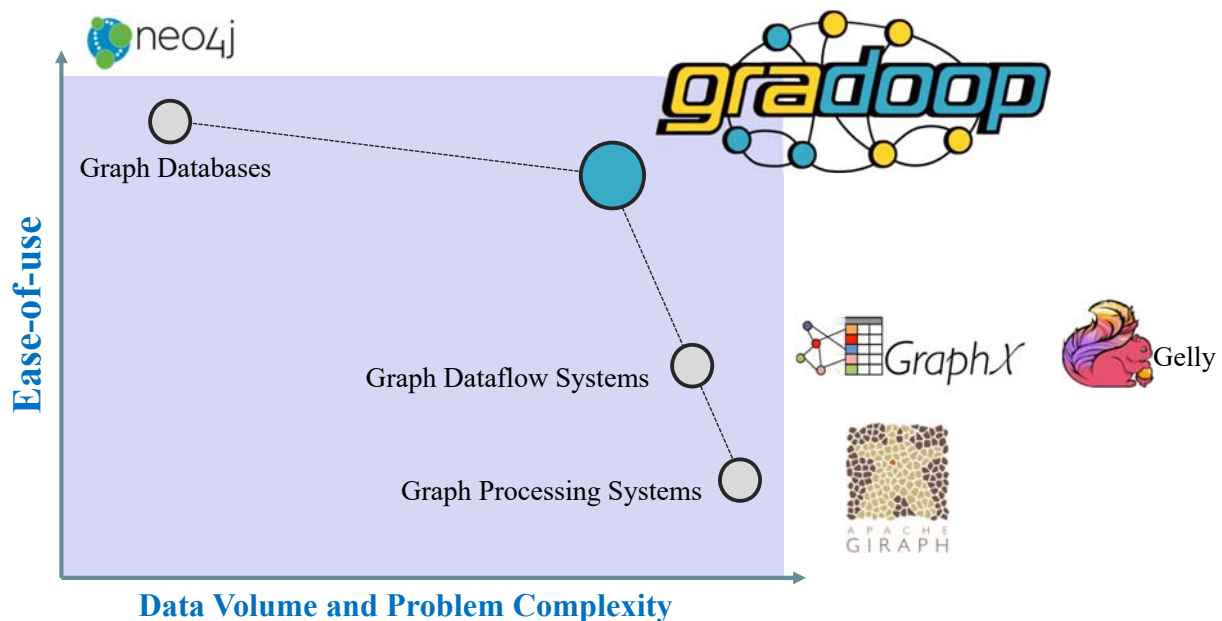 neo4j
gradoop
Graph Databases
Ease-of-use
Graph Dataflow Systems
GraphX
Gelly
Graph Processing Systems
APACHE
GIRAPH
Data Volume and Problem Complexity